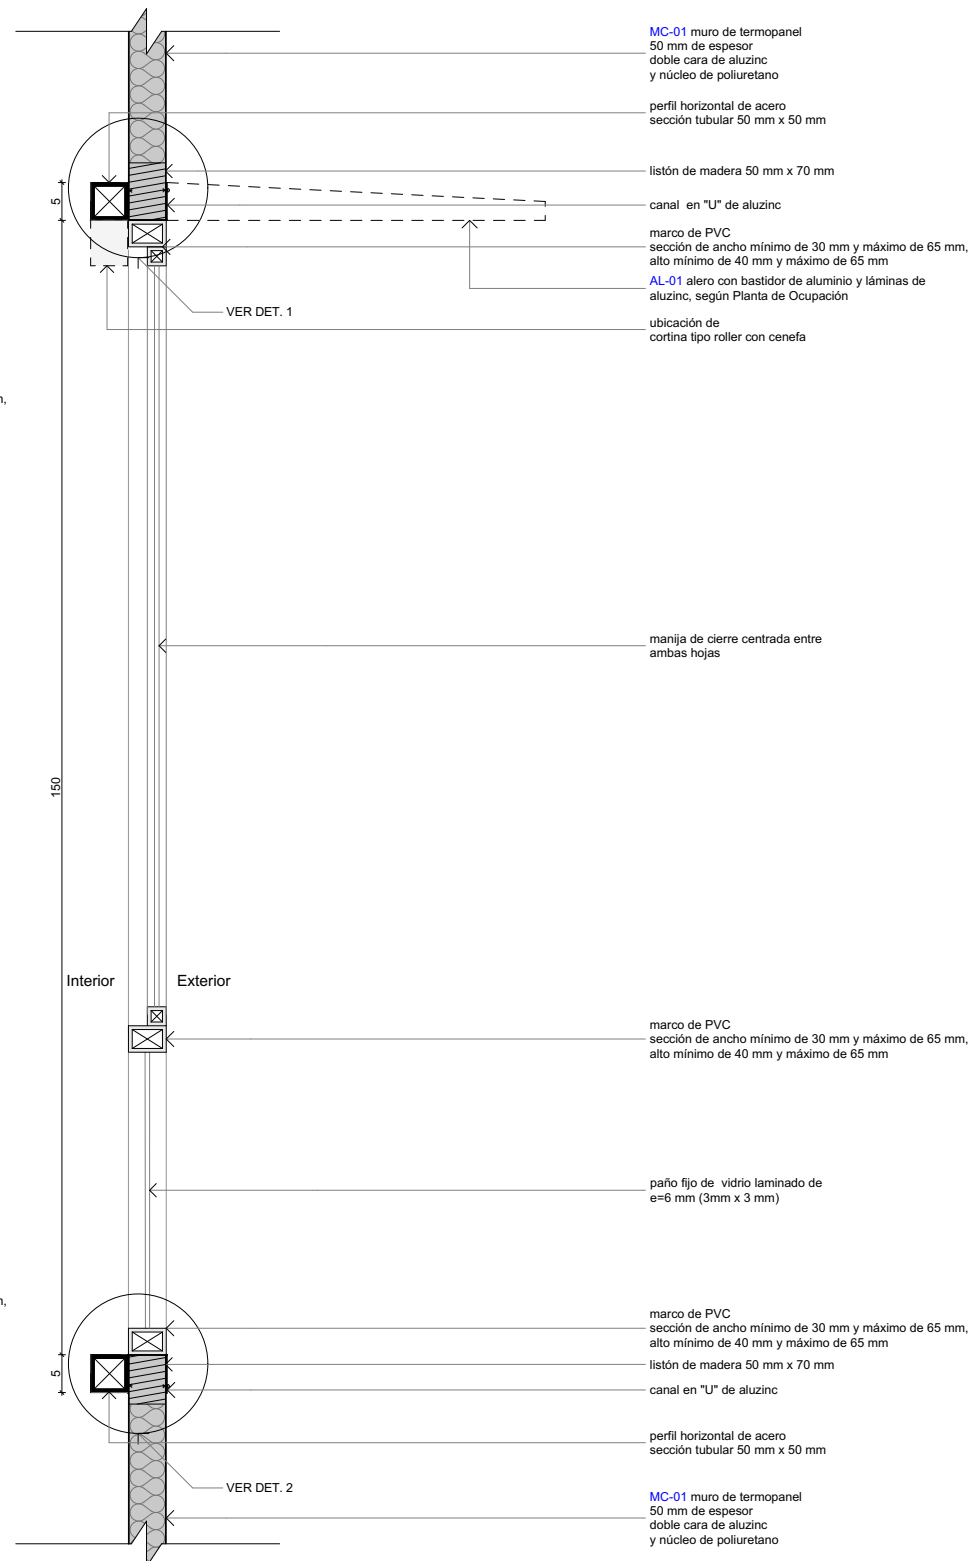 MC-01 muro de termopanel
50 mm de espesor
doble cara de aluzinc
y núcleo de poliuretano
perfil horizontal de acero
sección tubular 50 mm x 50 mm
listón de madera 50 mm x 70 mm
5
canal en "U" de aluzinc
marco de PVC
sección de ancho mínimo de 30 mm y máximo de 65 mm,
alto mínimo de 40 mm y máximo de 65 mm
AL-01 alero con bastidor de aluminio y láminas de
aluzinc, según Planta de Ocupación
VER DET. 1
ubicación de
cortina tipo roller con cenefa
manija de cierre centrada entre
ambas hojas
150
Interior
Exterior
marco de PVC
sección de ancho mínimo de 30 mm y máximo de 65 mm,
alto mínimo de 40 mm y máximo de 65 mm
paño fijo de vidrio laminado de
e=6 mm (3mm x 3 mm)
marco de PVC
sección de ancho mínimo de 30 mm y máximo de 65 mm,
alto mínimo de 40 mm y máximo de 65 mm
listón de madera 50 mm x 70 mm
5
canal en "U" de aluzinc
perfil horizontal de acero
sección tubular 50 mm x 50 mm
VER DET. 2
MC-01 muro de termopanel
50 mm de espesor
doble cara de aluzinc
y núcleo de poliuretano